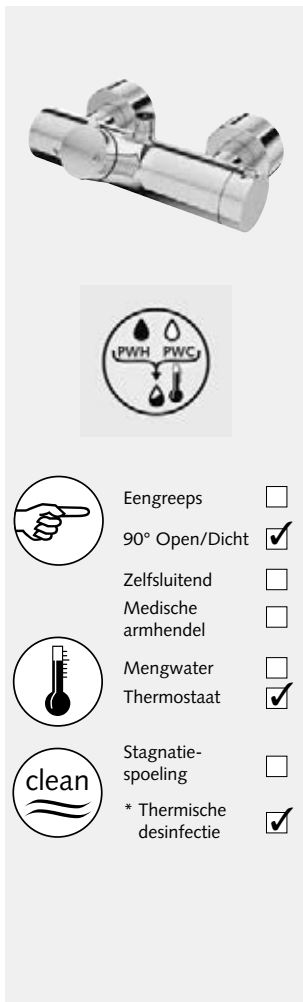 PWH PWC
Eengreeps
90° Open/Dicht
Zelfsluitend
Medische
armhendel
Mengwater
Thermostaat
Stagnatie-
spoeling
clean
* Thermische
desinfectie